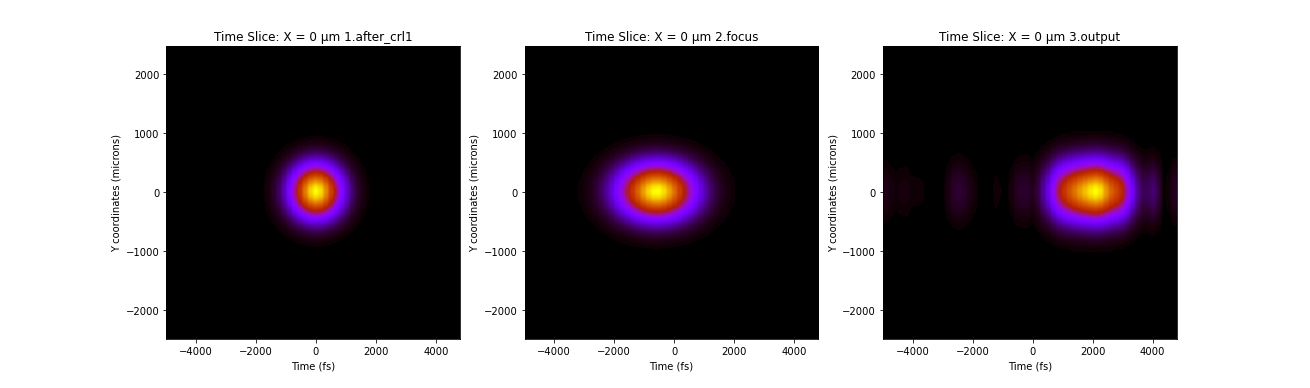 Time Slice: X = 0 μm 1.after_crl1
Y coordinates (microns)
2000
1000
0
−1000
−2000
−4000 −2000 0 2000 4000
Time (fs)
Time Slice: X = 0 μm 2.focus
Y coordinates (microns)
2000
1000
0
−1000
−2000
−4000 −2000 0 2000 4000
Time (fs)
Time Slice: X = 0 μm 3.output
Y coordinates (microns)
2000
1000
0
−1000
−2000
−4000 −2000 0 2000 4000
Time (fs)